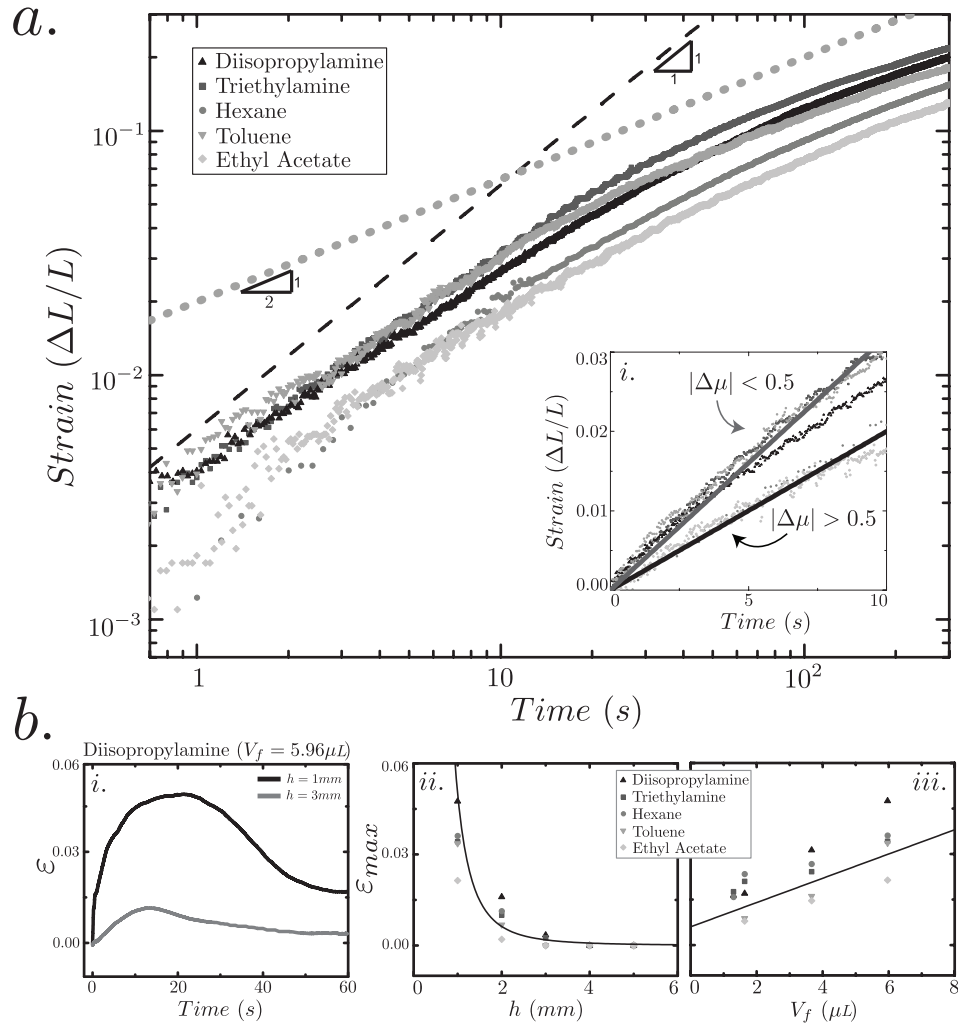 a.
Diisopropylamine
Triethylamine
Hexane
Toluene
Ethyl Acetate
Strain (ΔL/L)
10⁻¹
10⁻²
10⁻³
1
1
2
1
1
10
10²
Time (s)
i.
|Δμ| < 0.5
|Δμ| > 0.5
Strain (ΔL/L)
0.03
0.02
0.01
0.00
0
5
10
Time (s)
b.
Diisopropylamine (V_f = 5.96μL)
i.
h = 1mm
h = 3mm
ε
0.06
0.03
0.00
0
20
40
60
Time (s)
ii.
ε_max
0.06
0.03
0.00
0
2
4
6
h (mm)
Diisopropylamine
Triethylamine
Hexane
Toluene
Ethyl Acetate
iii.
0
2
4
6
8
V_f (μL)